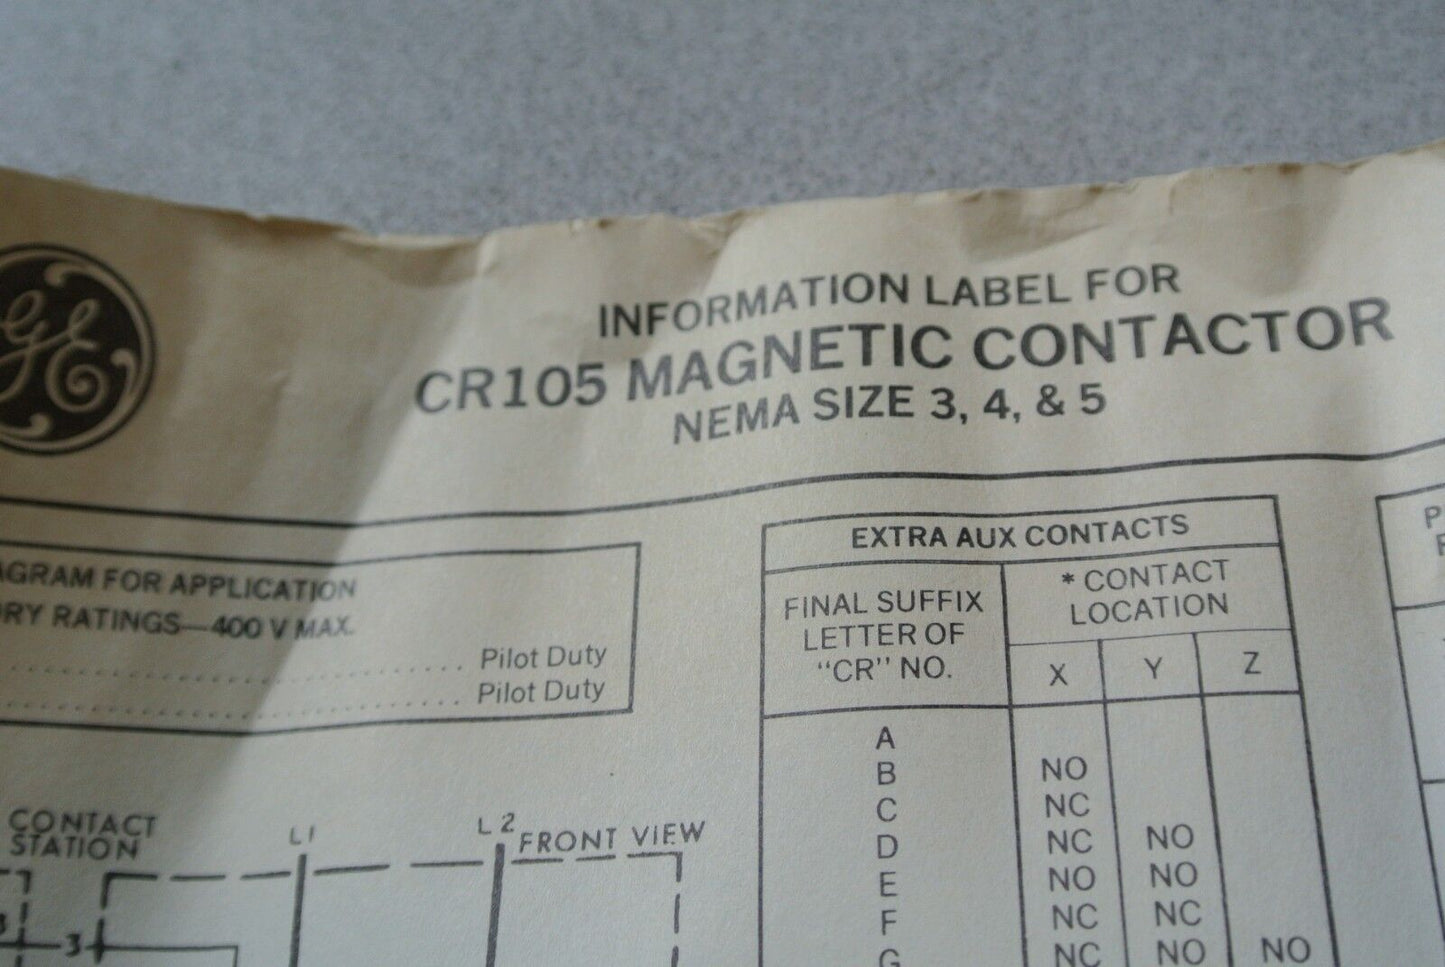 GE
INFORMATION LABEL FOR
CR105 MAGNETIC CONTACTOR
NEMA SIZE 3, 4, & 5
FOR APPLICATION
RATINGS—400 V MAX.
Pilot Duty
Pilot Duty
EXTRA AUX CONTACTS
FINAL SUFFIX
LETTER OF
"CR" NO.
* CONTACT
LOCATION
X Y Z
A
B NO
C NC
D NC NO
E NO NO
F NC NC
G NC NO NO
CONTACT
STATION
L1
L2
FRONT VIEW
3